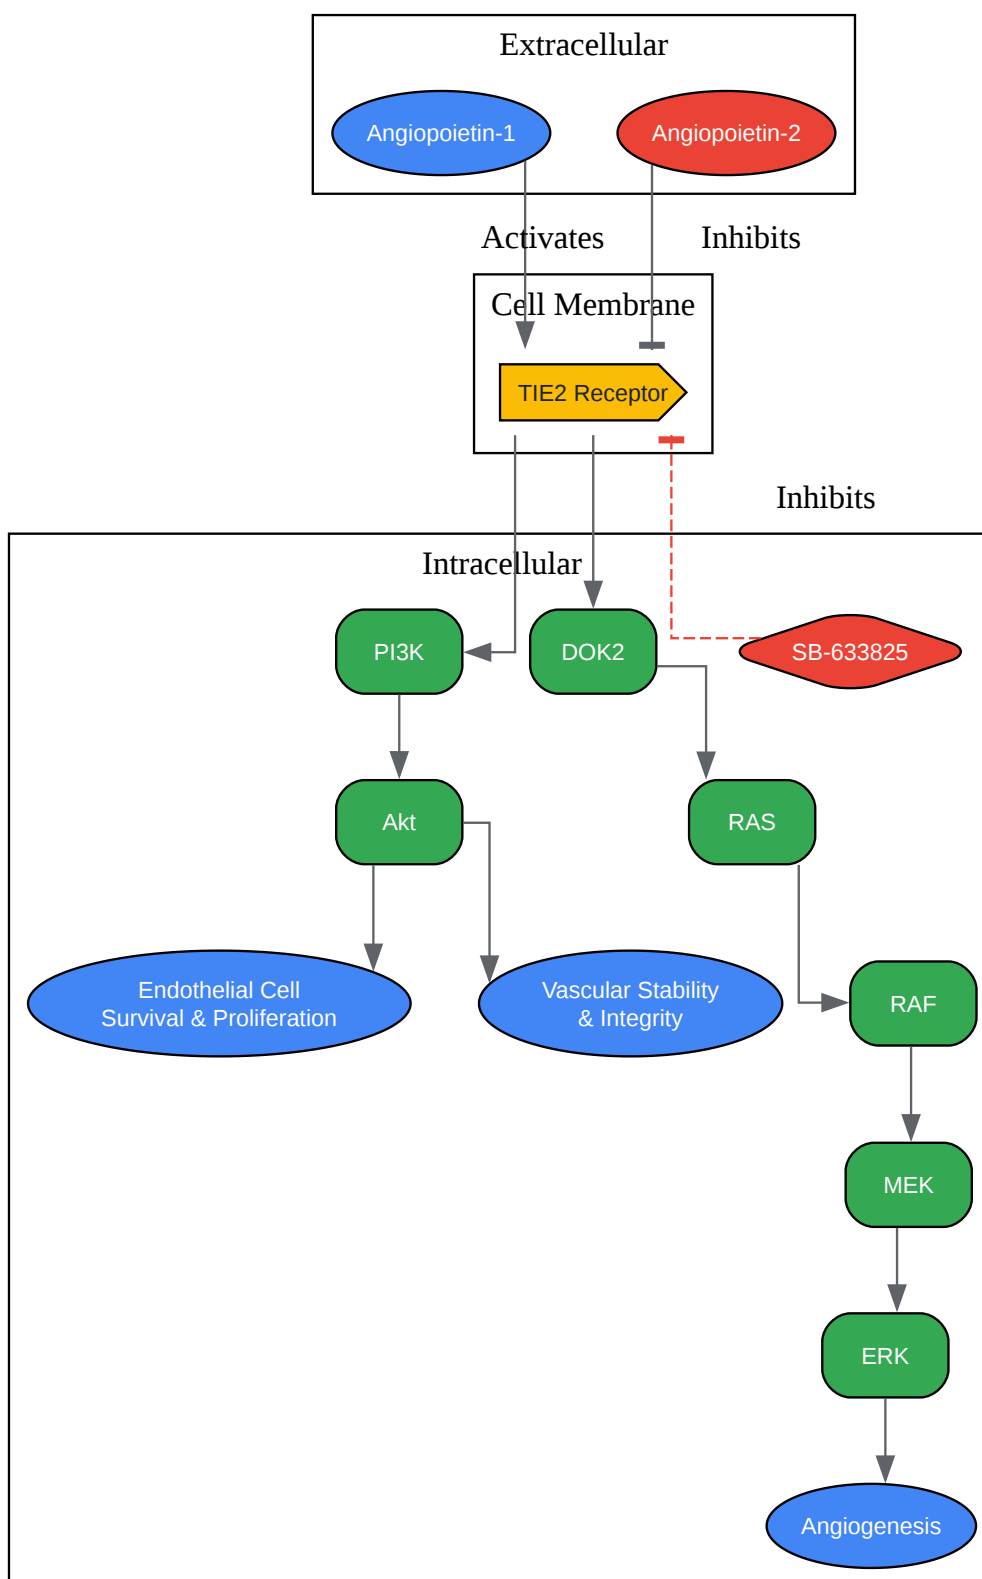 Extracellular
Angiopoietin-1
Angiopoietin-2
Activates
Inhibits
Cell Membrane
TIE2 Receptor
Inhibits
Intracellular
PI3K
DOK2
SB-633825
Akt
RAS
Endothelial Cell
Survival & Proliferation
Vascular Stability
& Integrity
RAF
MEK
ERK
Angiogenesis